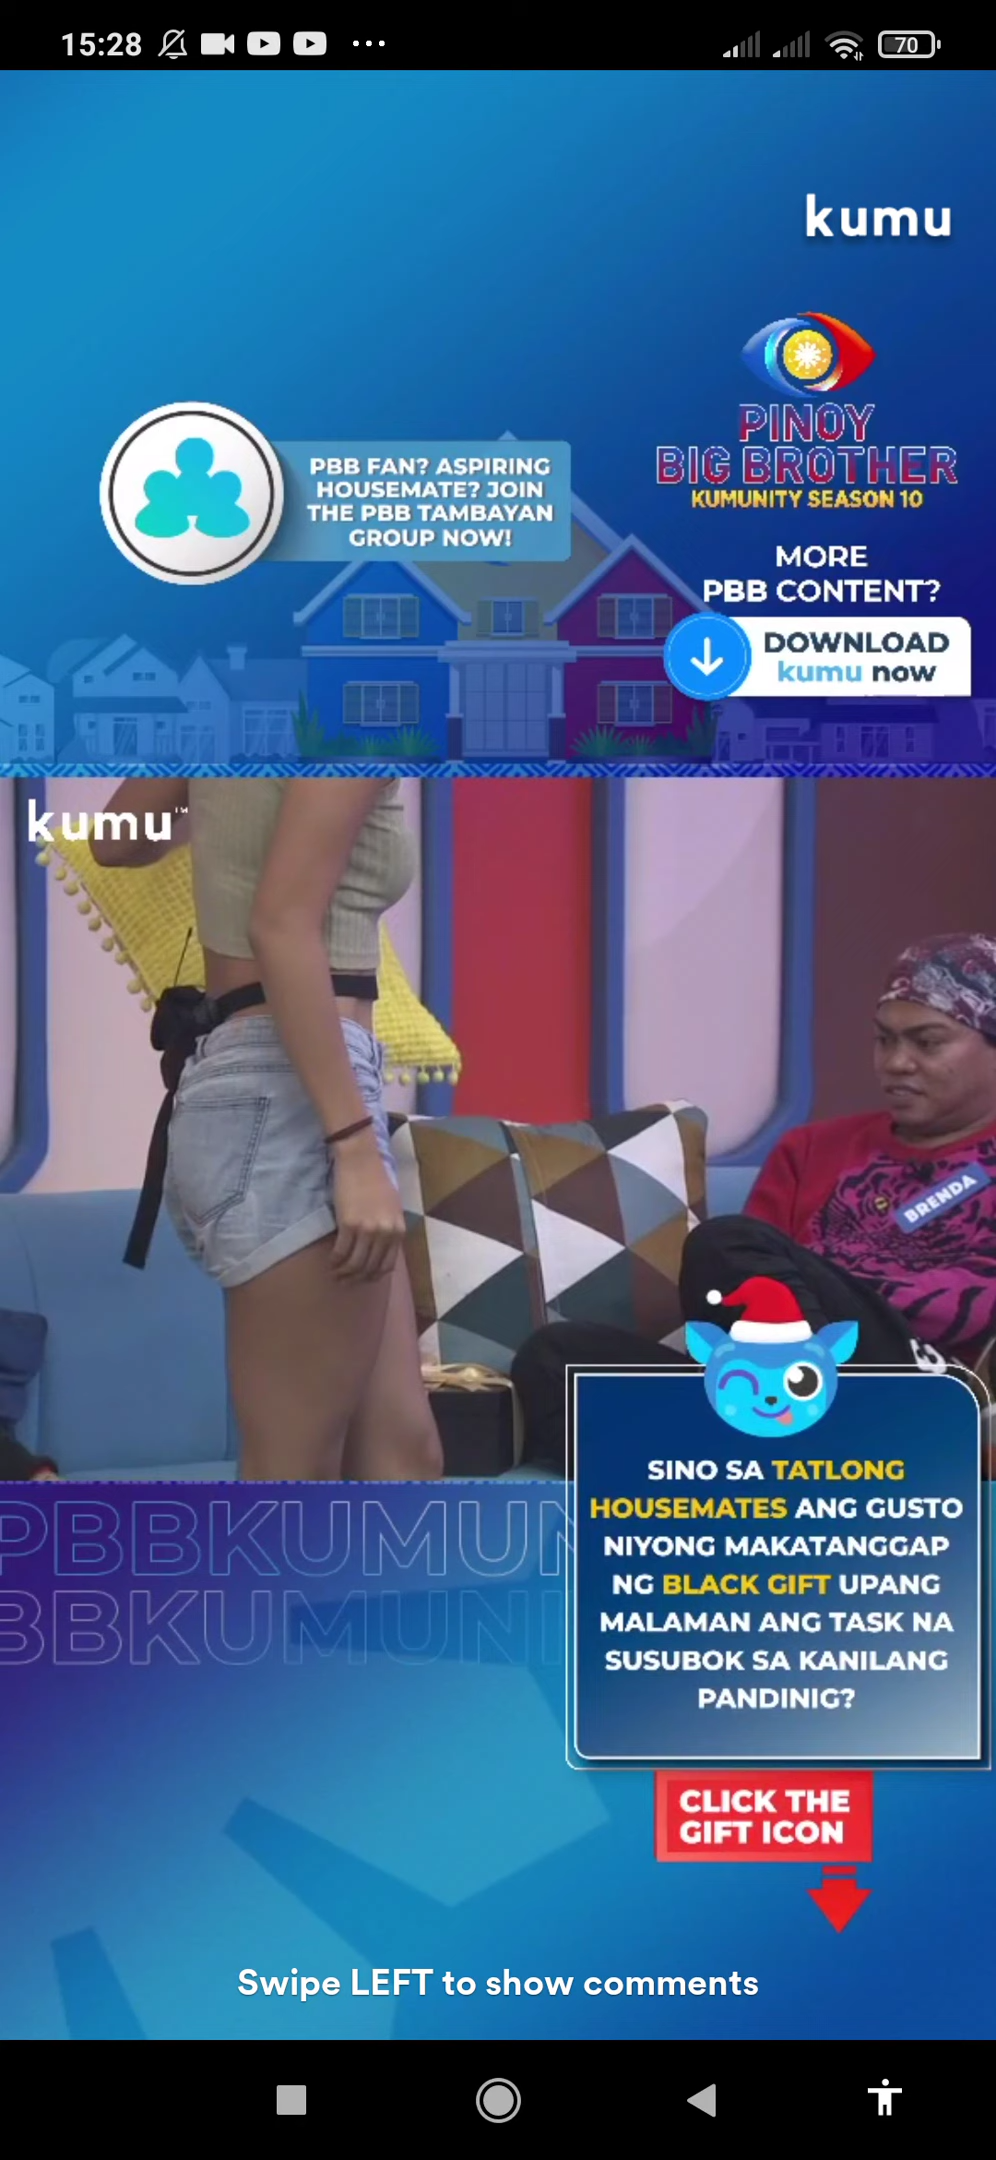 15:28
70
kumu
PINOY
BIG BROTHER
KUMUNITY SEASON 10
PBB FAN? ASPIRING
HOUSEMATE? JOIN
THE PBB TAMBAYAN
GROUP NOW!
MORE
PBB CONTENT?
DOWNLOAD
kumu now
kumu™
BRENDA
SINO SA TATLONG
HOUSEMATES ANG GUSTO
NIYONG MAKATANGGAP
NG BLACK GIFT UPANG
MALAMAN ANG TASK NA
SUSUBOK SA KANILANG
PANDINIG?
PBBKUMUN
BBKUMUNI
CLICK THE
GIFT ICON
Swipe LEFT to show comments